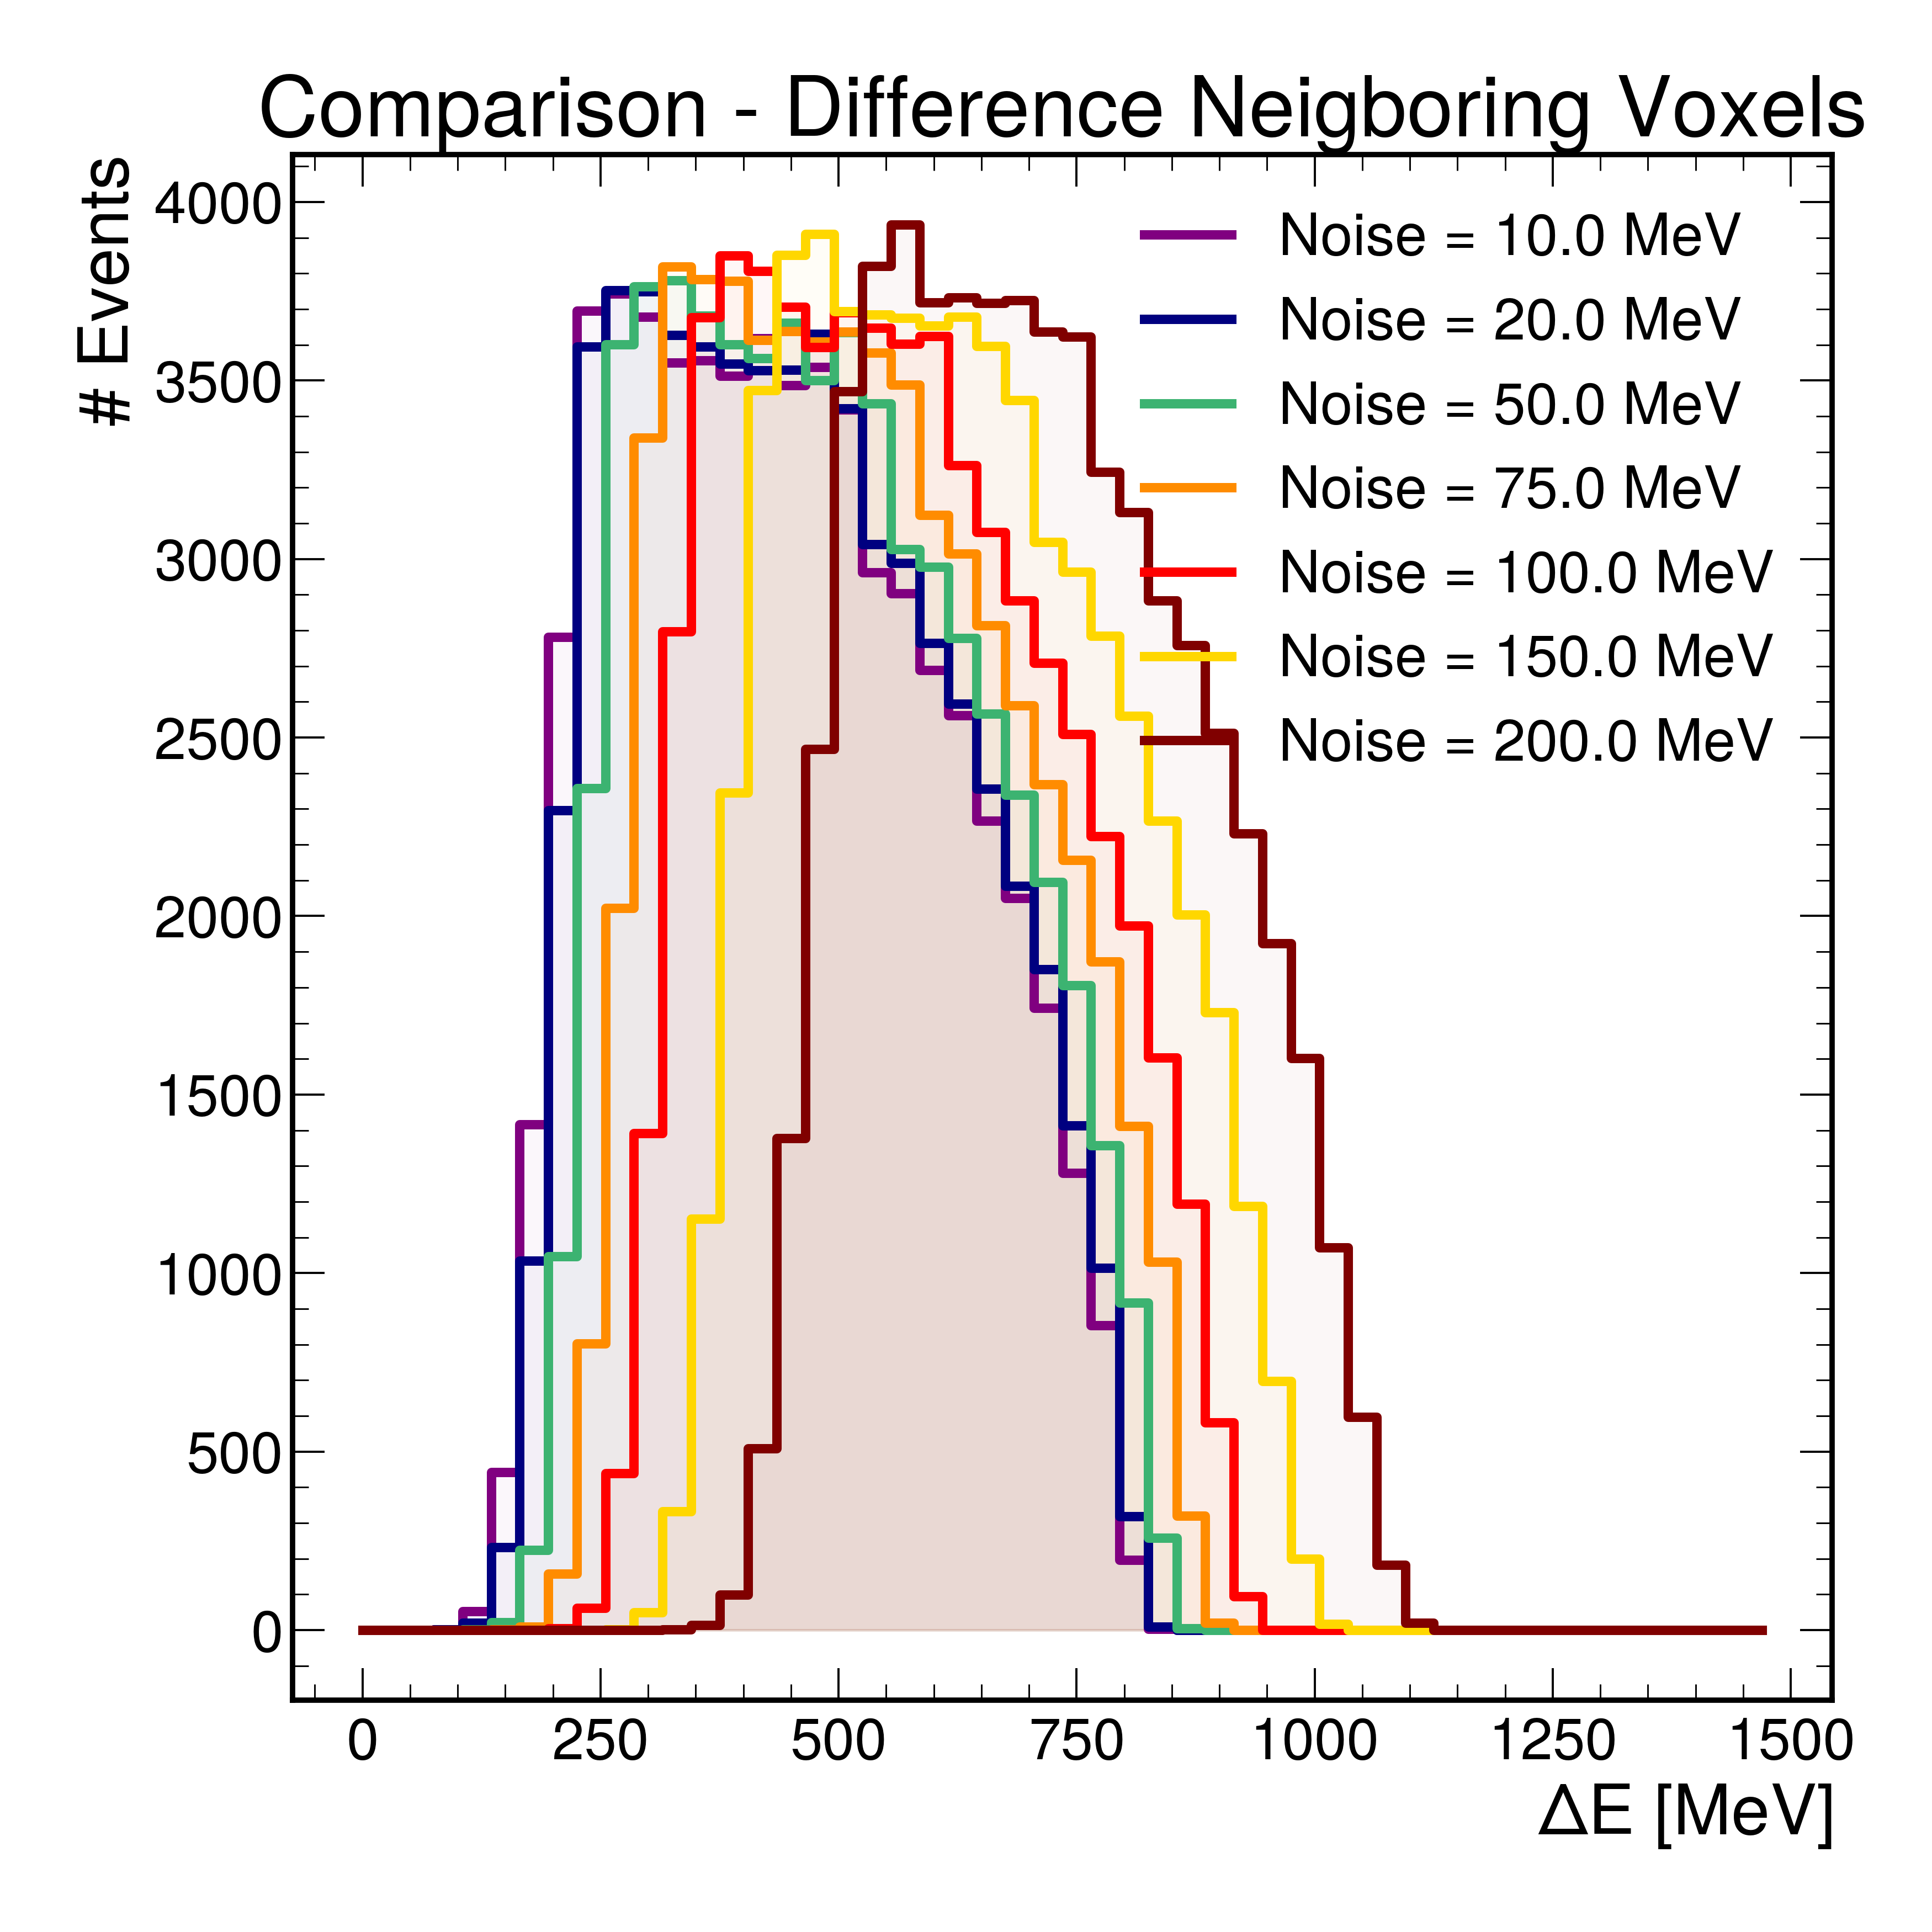 Comparison - Difference Neigboring Voxels
# Events
4000
3500
3000
2500
2000
1500
1000
500
0
Noise = 10.0 MeV
Noise = 20.0 MeV
Noise = 50.0 MeV
Noise = 75.0 MeV
Noise = 100.0 MeV
Noise = 150.0 MeV
Noise = 200.0 MeV
0 250 500 750 1000 1250 1500
ΔE [MeV]